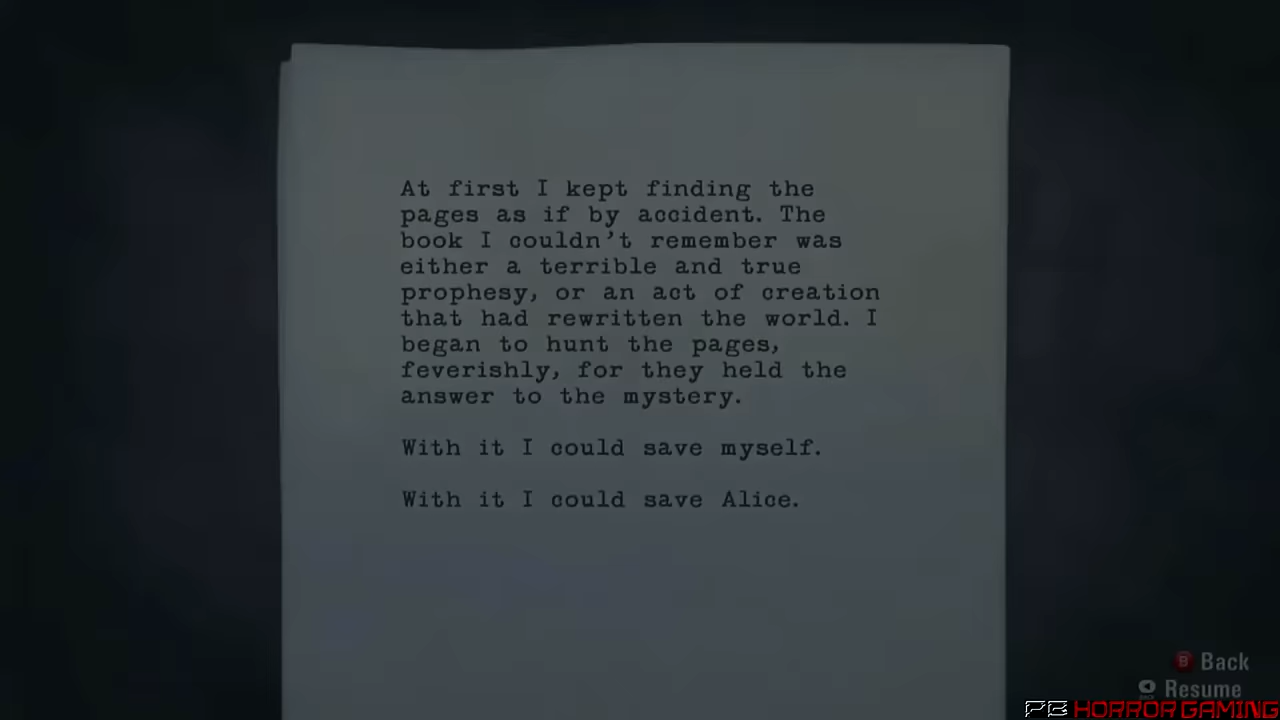 At first I kept finding the
pages as if by accident. The
book I couldn't remember was
either a terrible and true
prophesy, or an act of creation
that had rewritten the world. I
began to hunt the pages,
feverishly, for they held the
answer to the mystery.
With it I could save myself.
With it I could save Alice.
B Back
BACK Resume
PB HORROR GAMING